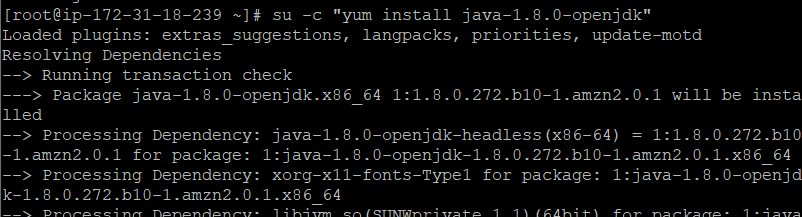 [root@ip-172-31-18-239 ~]# su -c "yum install java-1.8.0-openjdk"
Loaded plugins: extras_suggestions, langpacks, priorities, update-motd
Resolving Dependencies
--> Running transaction check
---> Package java-1.8.0-openjdk.x86_64 1:1.8.0.272.b10-1.amzn2.0.1 will be insta
lled
--> Processing Dependency: java-1.8.0-openjdk-headless(x86-64) = 1:1.8.0.272.b10
-1.amzn2.0.1 for package: 1:java-1.8.0-openjdk-1.8.0.272.b10-1.amzn2.0.1.x86_64
--> Processing Dependency: xorg-x11-fonts-Type1 for package: 1:java-1.8.0-openjd
k-1.8.0.272.b10-1.amzn2.0.1.x86_64
--> Processing Dependency: libjvm.so(SUNWprivate_1.1)(64bit) for package: 1:java